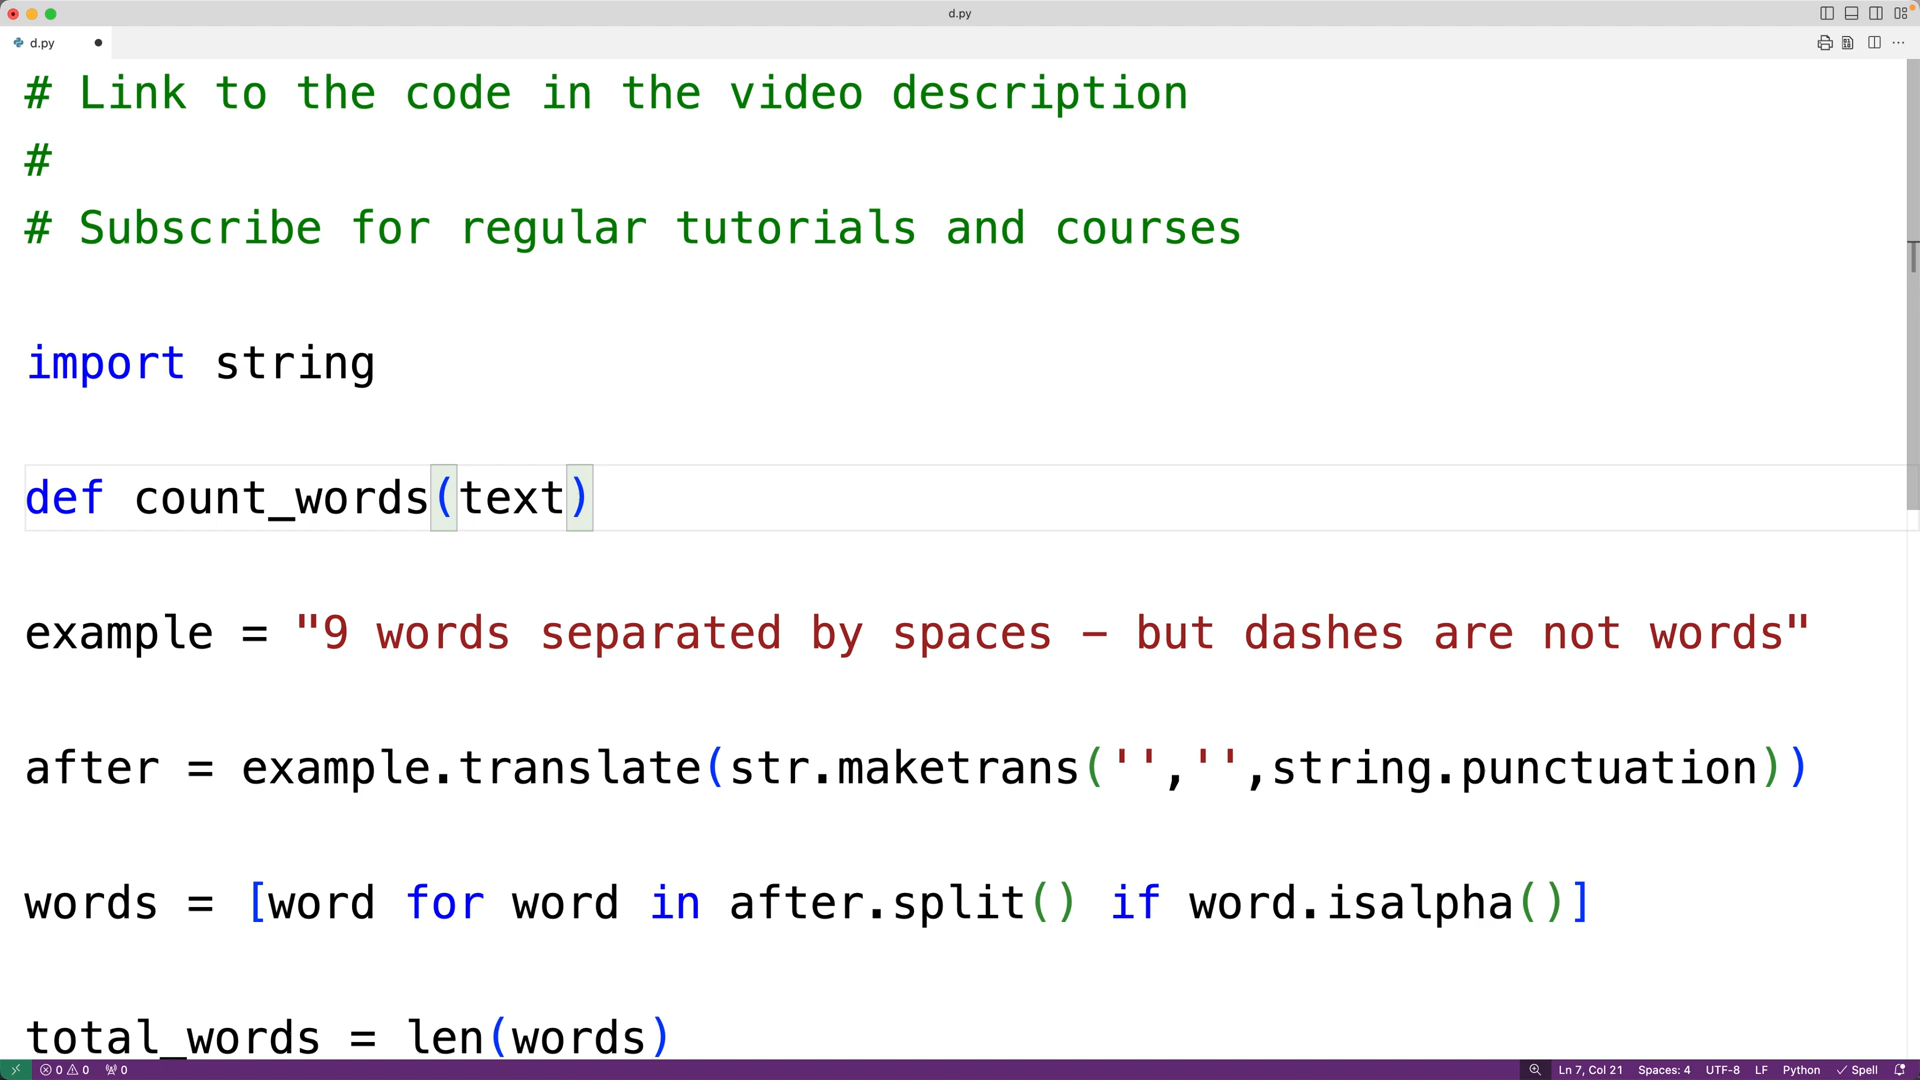 d.py
d.py
# Link to the code in the video description
#
# Subscribe for regular tutorials and courses
import string
def count_words(text)
example = "9 words separated by spaces – but dashes are not words"
after = example.translate(str.maketrans('','',string.punctuation))
words = [word for word in after.split() if word.isalpha()]
total_words = len(words)
0 0 0 Ln 7, Col 21 Spaces: 4 UTF-8 LF Python Spell